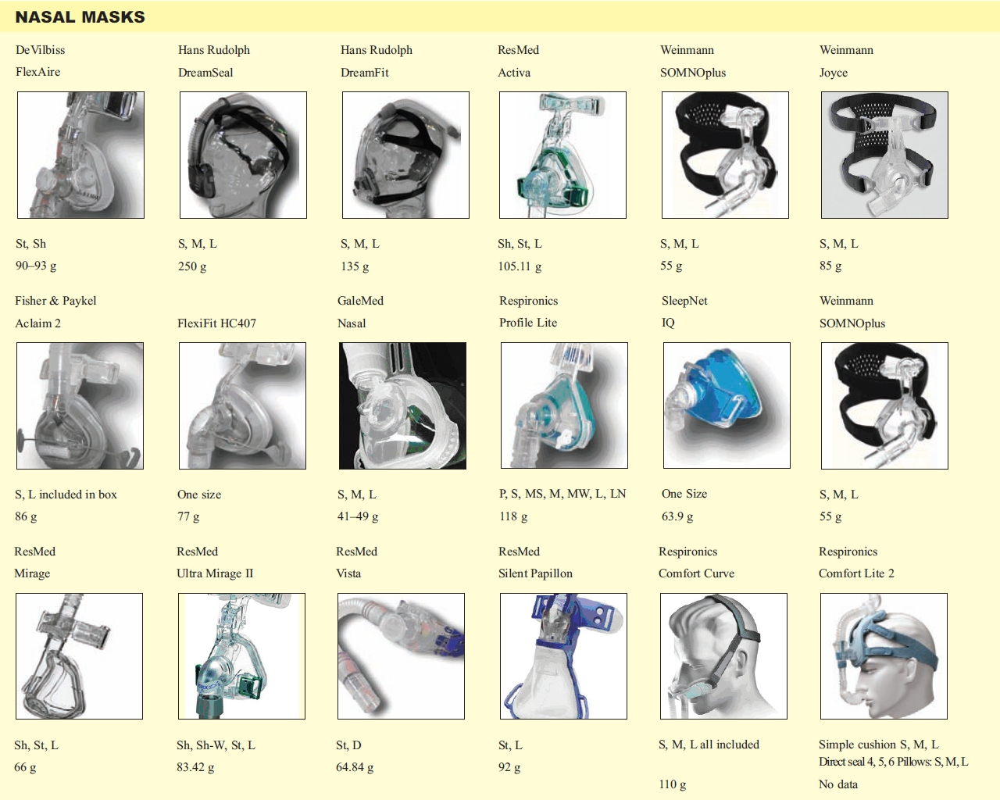 NASAL MASKS
DeVilbiss
FlexAire
Hans Rudolph
DreamSeal
Hans Rudolph
DreamFit
ResMed
Activa
Weinmann
SOMNOplus
Weinmann
Joyce
St, Sh
90–93 g
S, M, L
250 g
S, M, L
135 g
Sh, St, L
105.11 g
S, M, L
55 g
S, M, L
85 g
Fisher & Paykel
Aclaim 2
FlexiFit HC407
GaleMed
Nasal
Respironics
Profile Lite
SleepNet
IQ
Weinmann
SOMNOplus
S, L included in box
86 g
One size
77 g
S, M, L
41–49 g
P, S, MS, M, MW, L, LN
118 g
One Size
63.9 g
S, M, L
55 g
ResMed
Mirage
ResMed
Ultra Mirage II
ResMed
Vista
ResMed
Silent Papillon
Respironics
Comfort Curve
Respironics
Comfort Lite 2
Sh, St, L
66 g
Sh, Sh-W, St, L
83.42 g
St, D
64.84 g
St, L
92 g
S, M, L all included
110 g
Simple cushion S, M, L
Direct seal 4, 5, 6 Pillows: S, M, L
No data